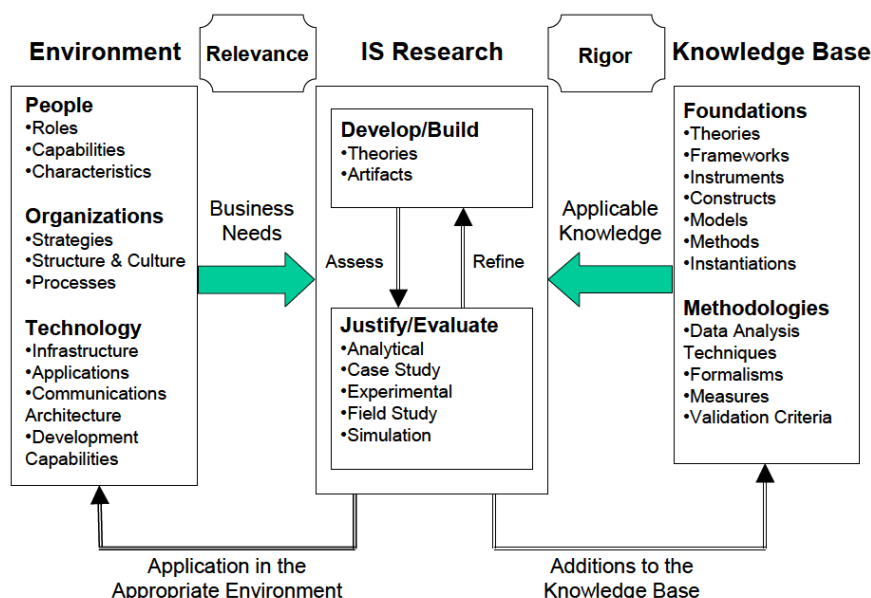 Environment
Relevance
IS Research
Rigor
Knowledge Base
People
•Roles
•Capabilities
•Characteristics
Organizations
•Strategies
•Structure & Culture
•Processes
Technology
•Infrastructure
•Applications
•Communications
Architecture
•Development
Capabilities
Business
Needs
Develop/Build
•Theories
•Artifacts
Assess
Refine
Justify/Evaluate
•Analytical
•Case Study
•Experimental
•Field Study
•Simulation
Applicable
Knowledge
Foundations
•Theories
•Frameworks
•Instruments
•Constructs
•Models
•Methods
•Instantiations
Methodologies
•Data Analysis
Techniques
•Formalisms
•Measures
•Validation Criteria
Application in the
Appropriate Environment
Additions to the
Knowledge Base